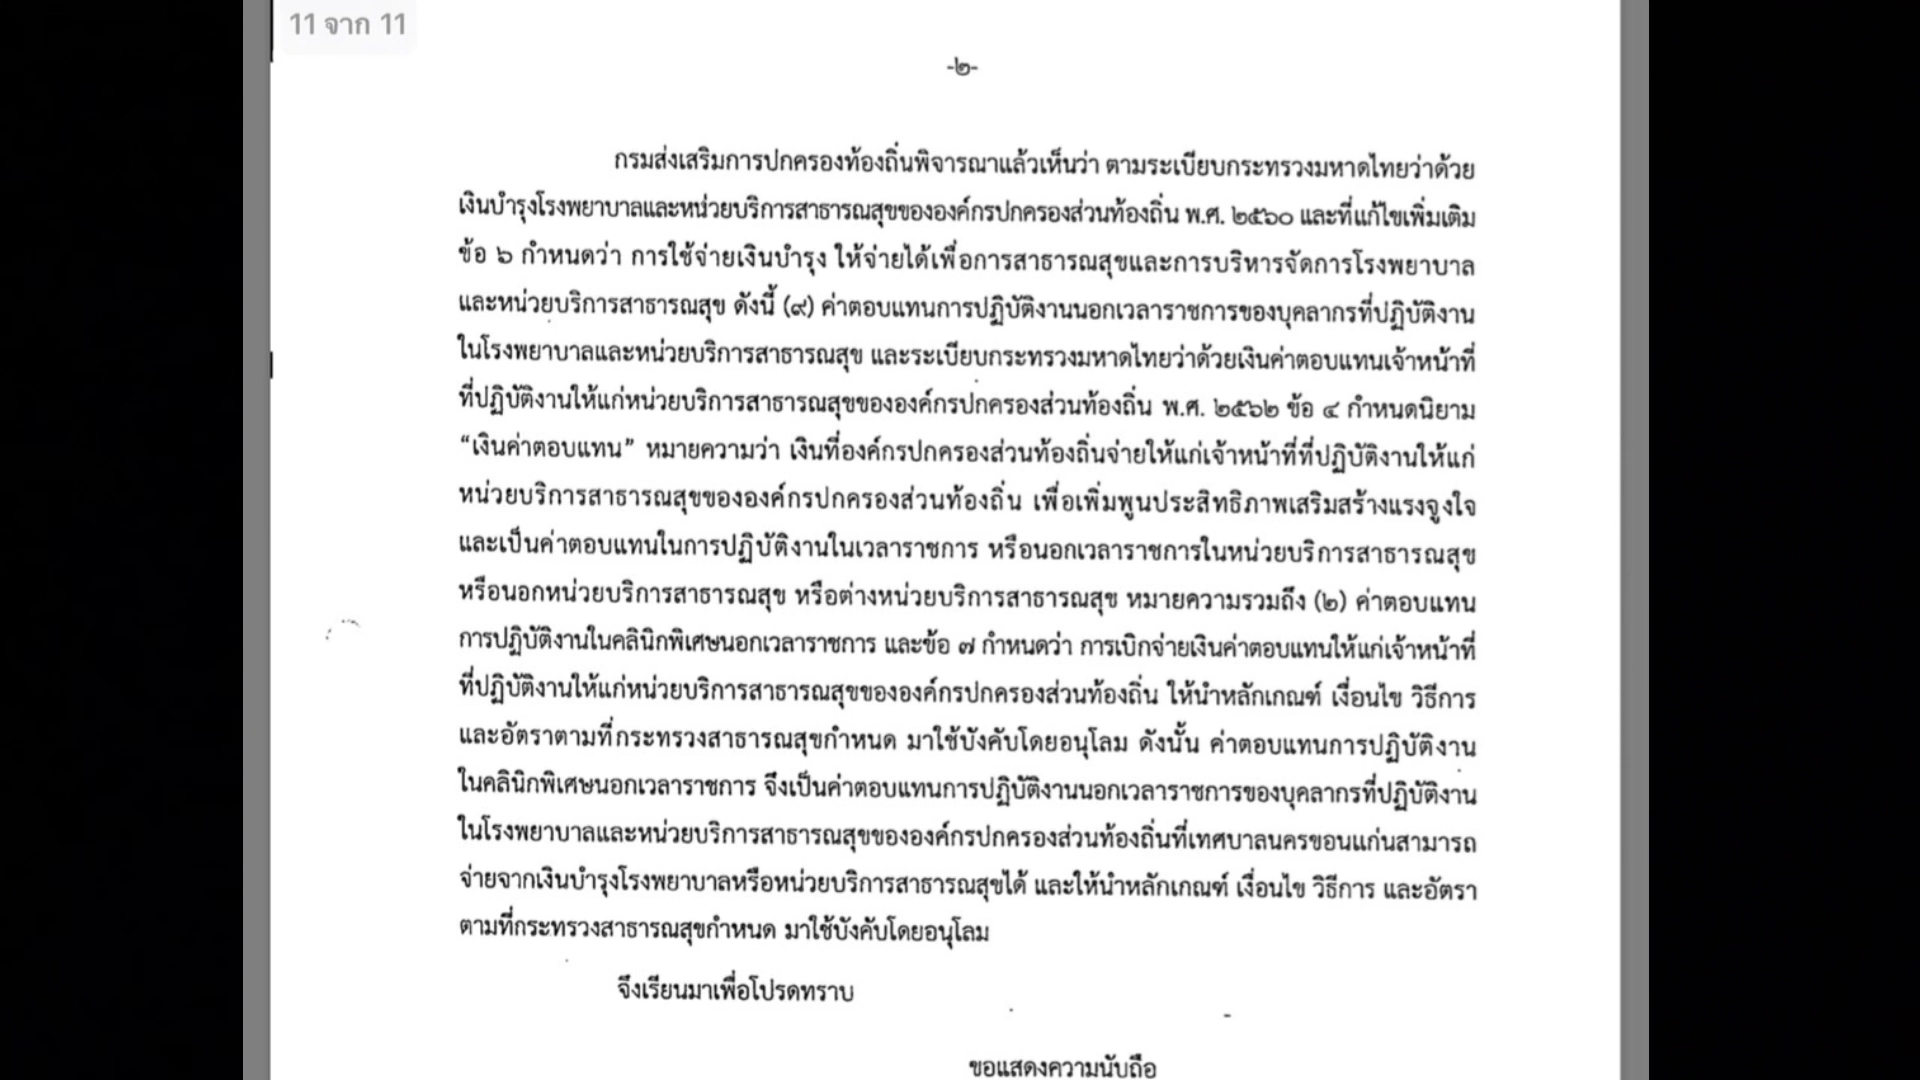 11 จาก 11
-๒-
กรมส่งเสริมการปกครองท้องถิ่นพิจารณาแล้วเห็นว่า ตามระเบียบกระทรวงมหาดไทยว่าด้วย
เงินบำรุงโรงพยาบาลและหน่วยบริการสาธารณสุขขององค์กรปกครองส่วนท้องถิ่น พ.ศ. ๒๕๖๐ และที่แก้ไขเพิ่มเติม
ข้อ ๖ กำหนดว่า การใช้จ่ายเงินบำรุง ให้จ่ายได้เพื่อการสาธารณสุขและการบริหารจัดการโรงพยาบาล
และหน่วยบริการสาธารณสุข ดังนี้ (๙) ค่าตอบแทนการปฏิบัติงานนอกเวลาราชการของบุคลากรที่ปฏิบัติงาน
ในโรงพยาบาลและหน่วยบริการสาธารณสุข และระเบียบกระทรวงมหาดไทยว่าด้วยเงินค่าตอบแทนเจ้าหน้าที่
ที่ปฏิบัติงานให้แก่หน่วยบริการสาธารณสุขขององค์กรปกครองส่วนท้องถิ่น พ.ศ. ๒๕๖๒ ข้อ ๔ กำหนดนิยาม
“เงินค่าตอบแทน” หมายความว่า เงินที่องค์กรปกครองส่วนท้องถิ่นจ่ายให้แก่เจ้าหน้าที่ที่ปฏิบัติงานให้แก่
หน่วยบริการสาธารณสุขขององค์กรปกครองส่วนท้องถิ่น เพื่อเพิ่มพูนประสิทธิภาพเสริมสร้างแรงจูงใจ
และเป็นค่าตอบแทนในการปฏิบัติงานในเวลาราชการ หรือนอกเวลาราชการในหน่วยบริการสาธารณสุข
หรือนอกหน่วยบริการสาธารณสุข หรือต่างหน่วยบริการสาธารณสุข หมายความรวมถึง (๒) ค่าตอบแทน
การปฏิบัติงานในคลินิกพิเศษนอกเวลาราชการ และข้อ ๗ กำหนดว่า การเบิกจ่ายเงินค่าตอบแทนให้แก่เจ้าหน้าที่
ที่ปฏิบัติงานให้แก่หน่วยบริการสาธารณสุขขององค์กรปกครองส่วนท้องถิ่น ให้นำหลักเกณฑ์ เงื่อนไข วิธีการ
และอัตราตามที่กระทรวงสาธารณสุขกำหนด มาใช้บังคับโดยอนุโลม ดังนั้น ค่าตอบแทนการปฏิบัติงาน
ในคลินิกพิเศษนอกเวลาราชการ จึงเป็นค่าตอบแทนการปฏิบัติงานนอกเวลาราชการของบุคลากรที่ปฏิบัติงาน
ในโรงพยาบาลและหน่วยบริการสาธารณสุขขององค์กรปกครองส่วนท้องถิ่นที่เทศบาลนครขอนแก่นสามารถ
จ่ายจากเงินบำรุงโรงพยาบาลหรือหน่วยบริการสาธารณสุขได้ และให้นำหลักเกณฑ์ เงื่อนไข วิธีการ และอัตรา
ตามที่กระทรวงสาธารณสุขกำหนด มาใช้บังคับโดยอนุโลม
จึงเรียนมาเพื่อโปรดทราบ
ขอแสดงความนับถือ